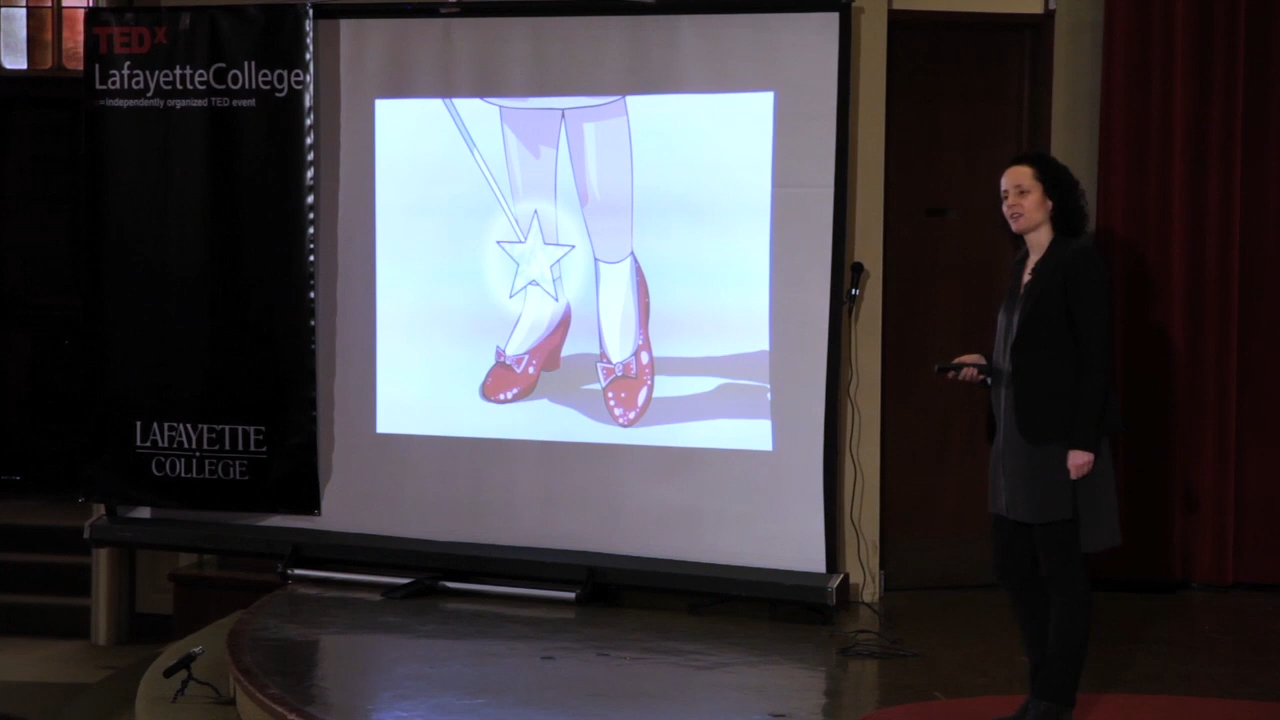 TEDx
LafayetteCollege
x=independently organized TED event
LAFAYETTE
COLLEGE